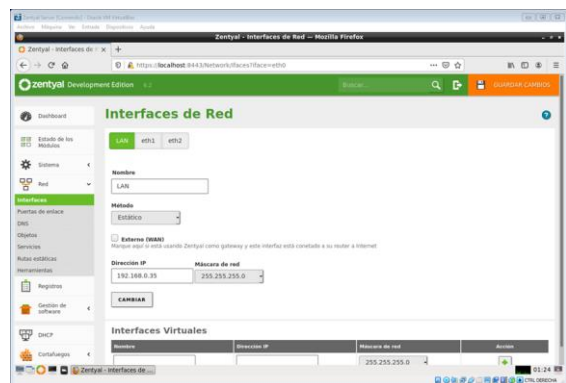 Zentyal - Interfaces de Red — Mozilla Firefox
Zentyal - Interfaces de
https://localhost:8443/Network/Ifaces?iface=eth0
zentyal Development Edition 6.2
Buscar...
GUARDAR CAMBIOS
Dashboard
Estado de los Módulos
Sistema
Red
Interfaces
Puertas de enlace
DNS
Objetos
Servicios
Rutas estáticas
Herramientas
Registros
Gestión de software
DHCP
Cortafuegos
Interfaces de Red
LAN eth1 eth2
Nombre
LAN
Método
Estático
Externo (WAN)
Marque aquí si está usando Zentyal como gateway y este interfaz está conectado a su router a Internet
Dirección IP Máscara de red
192.168.0.35 255.255.255.0
CAMBIAR
Interfaces Virtuales
Nombre Dirección IP Máscara de red Acción
255.255.255.0
Zentyal - Interfaces de ...
01:24
CTRL DERECHA